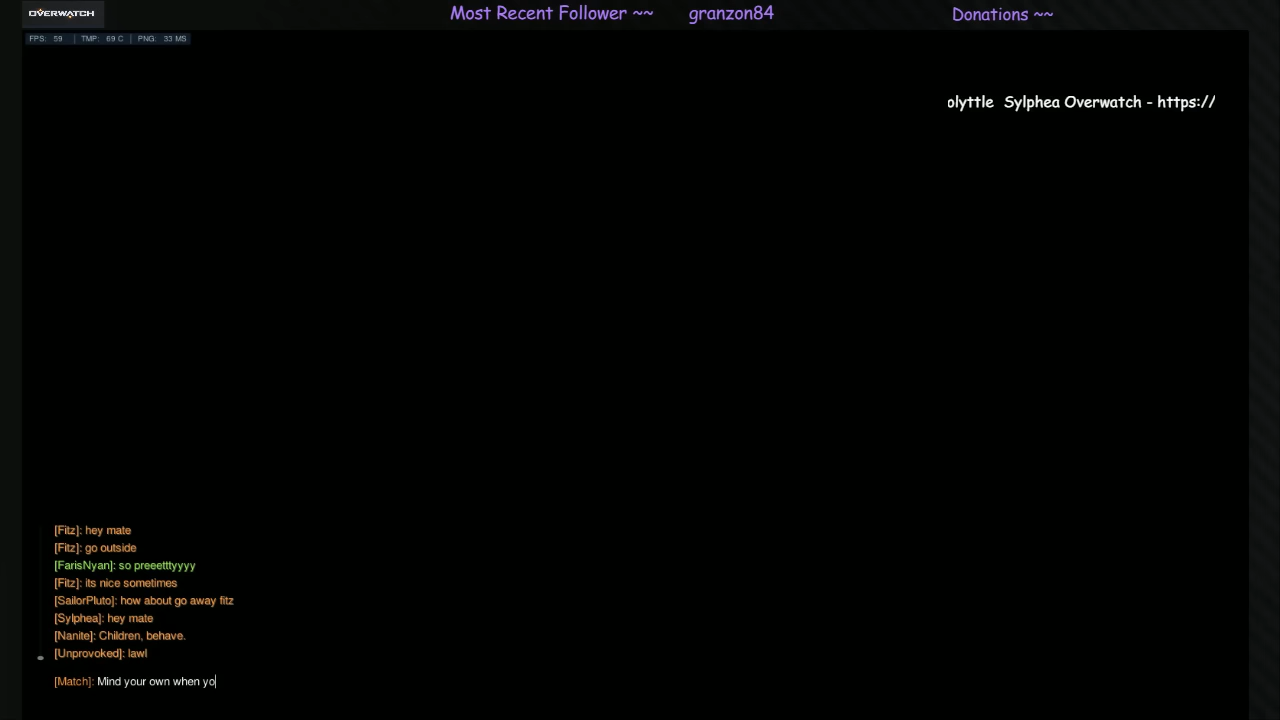 OVERWATCH
Most Recent Follower ~~ granzon84
Donations ~~
FPS: 59 | TMP: 69 C | PNG: 33 MS
olyttle Sylphea Overwatch - https://
[Fitz]: hey mate
[Fitz]: go outside
[FarisNyan]: so preeetttyyyy
[Fitz]: its nice sometimes
[SailorPluto]: how about go away fitz
[Sylphea]: hey mate
[Nanite]: Children, behave.
[Unprovoked]: lawl
[Match]: Mind your own when yo